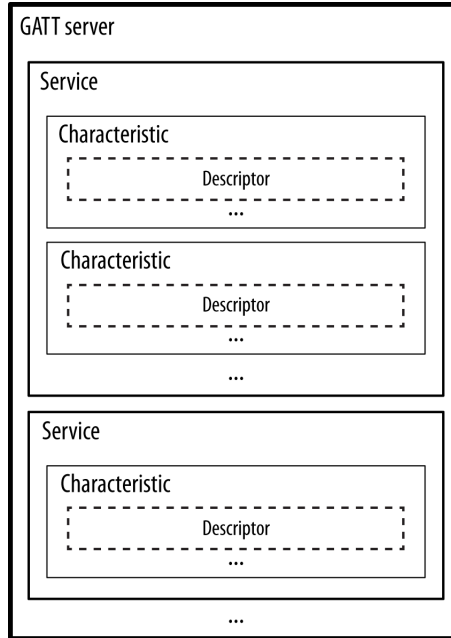 GATT server
Service
Characteristic
Descriptor
...
Characteristic
Descriptor
...
...
Service
Characteristic
Descriptor
...
...